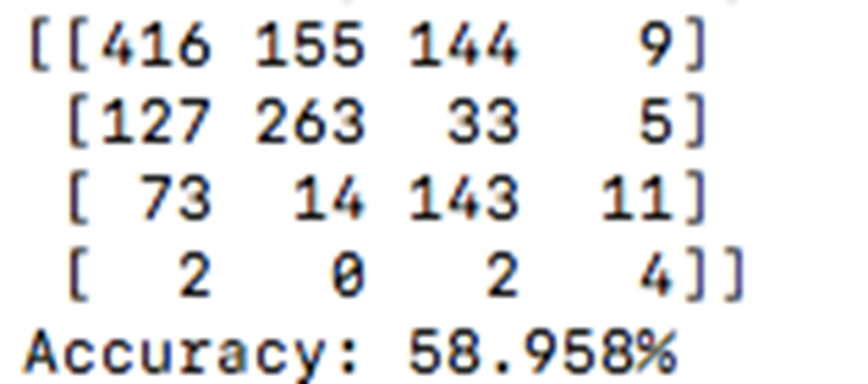 [[416 155 144   9]
 [127 263  33   5]
 [ 73  14 143  11]
 [  2   0   2   4]]
Accuracy: 58.958%